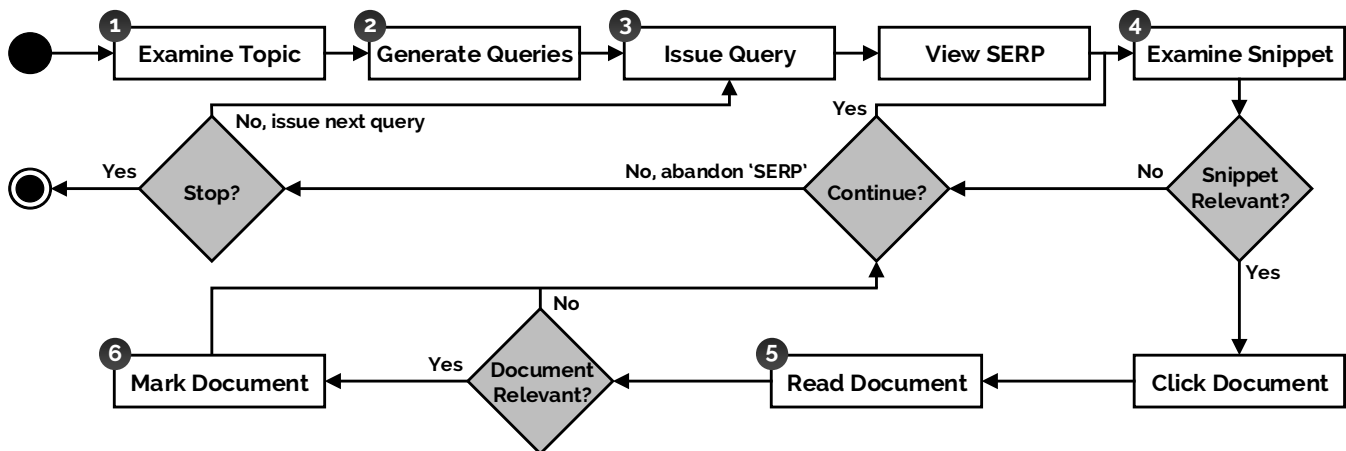 1
Examine Topic
2
Generate Queries
3
Issue Query
View SERP
4
Examine Snippet
No, issue next query
Yes
Yes
Stop?
No, abandon ‘SERP’
Continue?
No
Snippet
Relevant?
Yes
No
6
Mark Document
Yes
Document
Relevant?
5
Read Document
Click Document